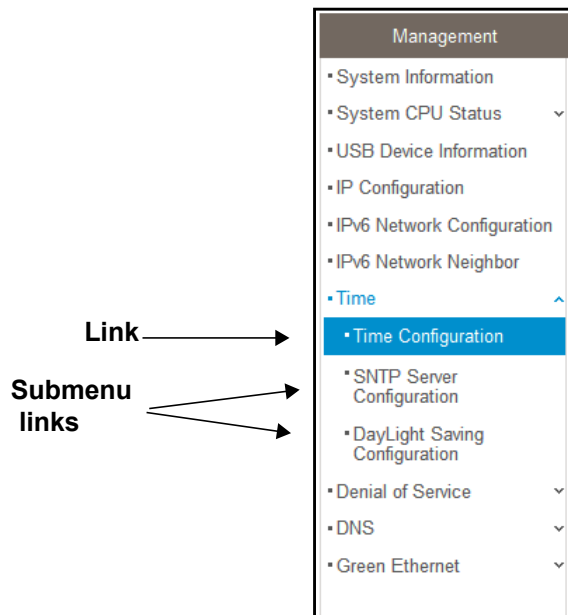 Management
System Information
System CPU Status
USB Device Information
IP Configuration
IPv6 Network Configuration
IPv6 Network Neighbor
Time
Link
Time Configuration
Submenu
links
SNTP Server
Configuration
DayLight Saving
Configuration
Denial of Service
DNS
Green Ethernet